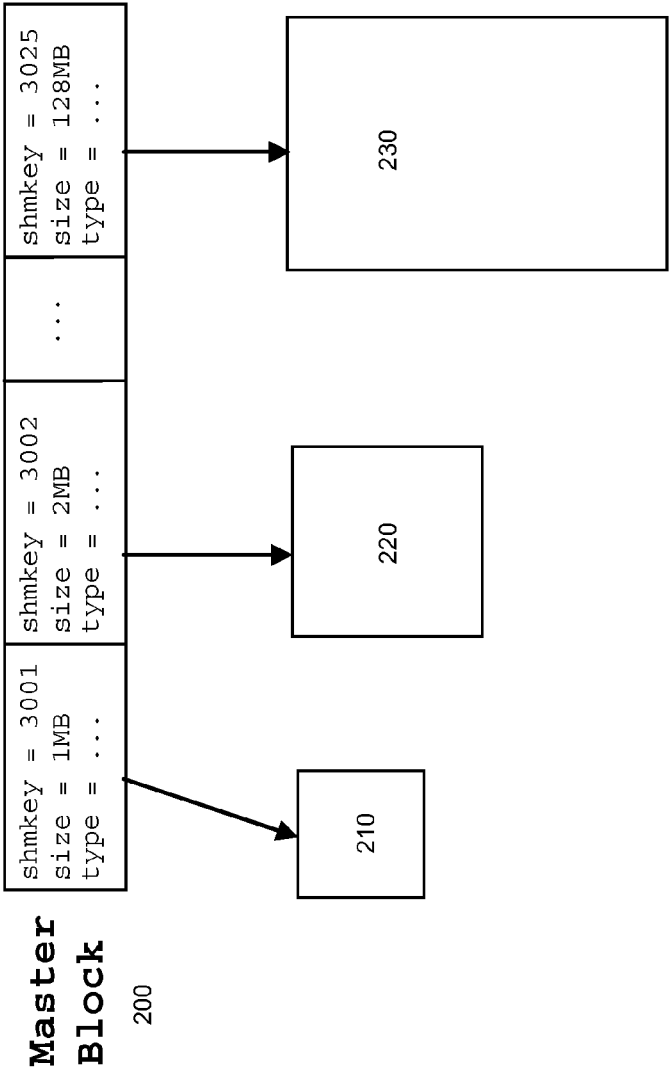 Master
Block
200
shmkey = 3001
size = 1MB
type = ...
shmkey = 3002
size = 2MB
type = ...
...
shmkey = 3025
size = 128MB
type = ...
210
220
230